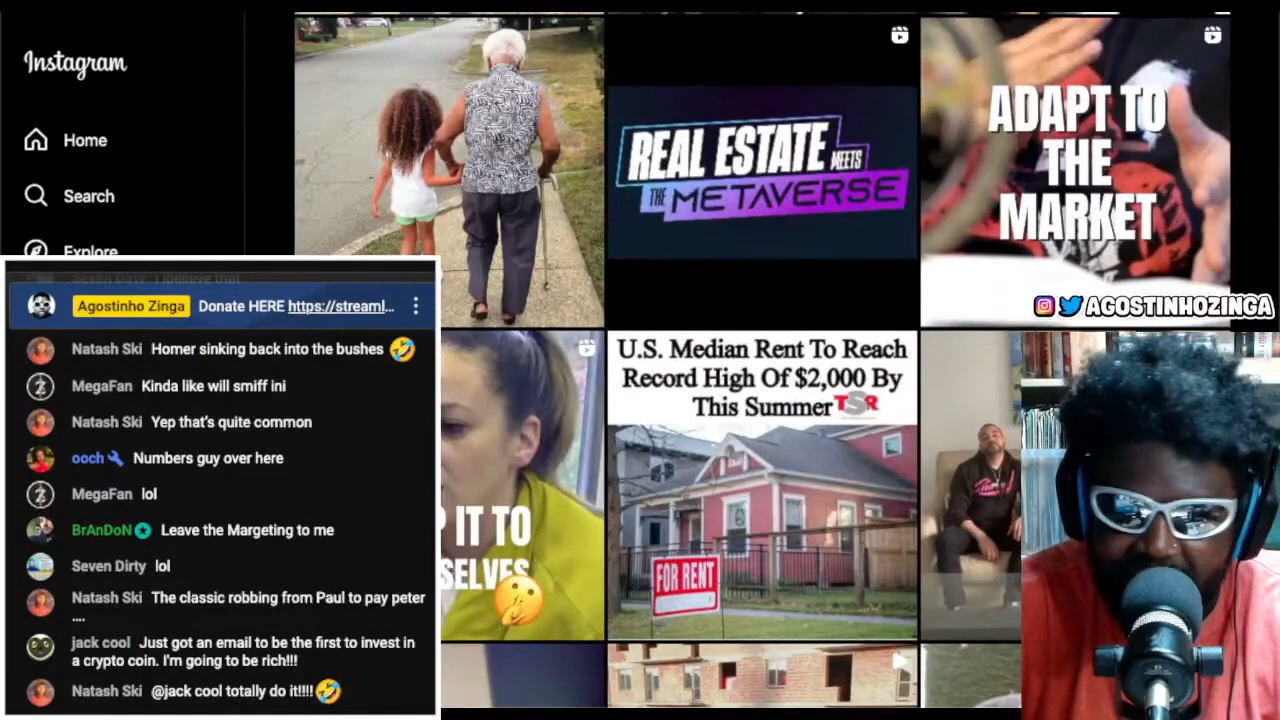 Instagram
Home
Search
Explore
REAL ESTATE MEETS
THE METAVERSE
ADAPT TO
THE
MARKET
AGOSTINHOZINGA
Seven Dirty I believe that
Agostinho Zinga Donate HERE https://streaml...
Natash Ski Homer sinking back into the bushes
MegaFan Kinda like will smiff ini
Natash Ski Yep that's quite common
ooch Numbers guy over here
MegaFan lol
BrAnDoN Leave the Margeting to me
Seven Dirty lol
Natash Ski The classic robbing from Paul to pay peter
....
jack cool Just got an email to be the first to invest in
a crypto coin. I'm going to be rich!!!
Natash Ski @jack cool totally do it!!!!
IT TO
SELVES
U.S. Median Rent To Reach
Record High Of $2,000 By
This Summer TSR
FOR RENT